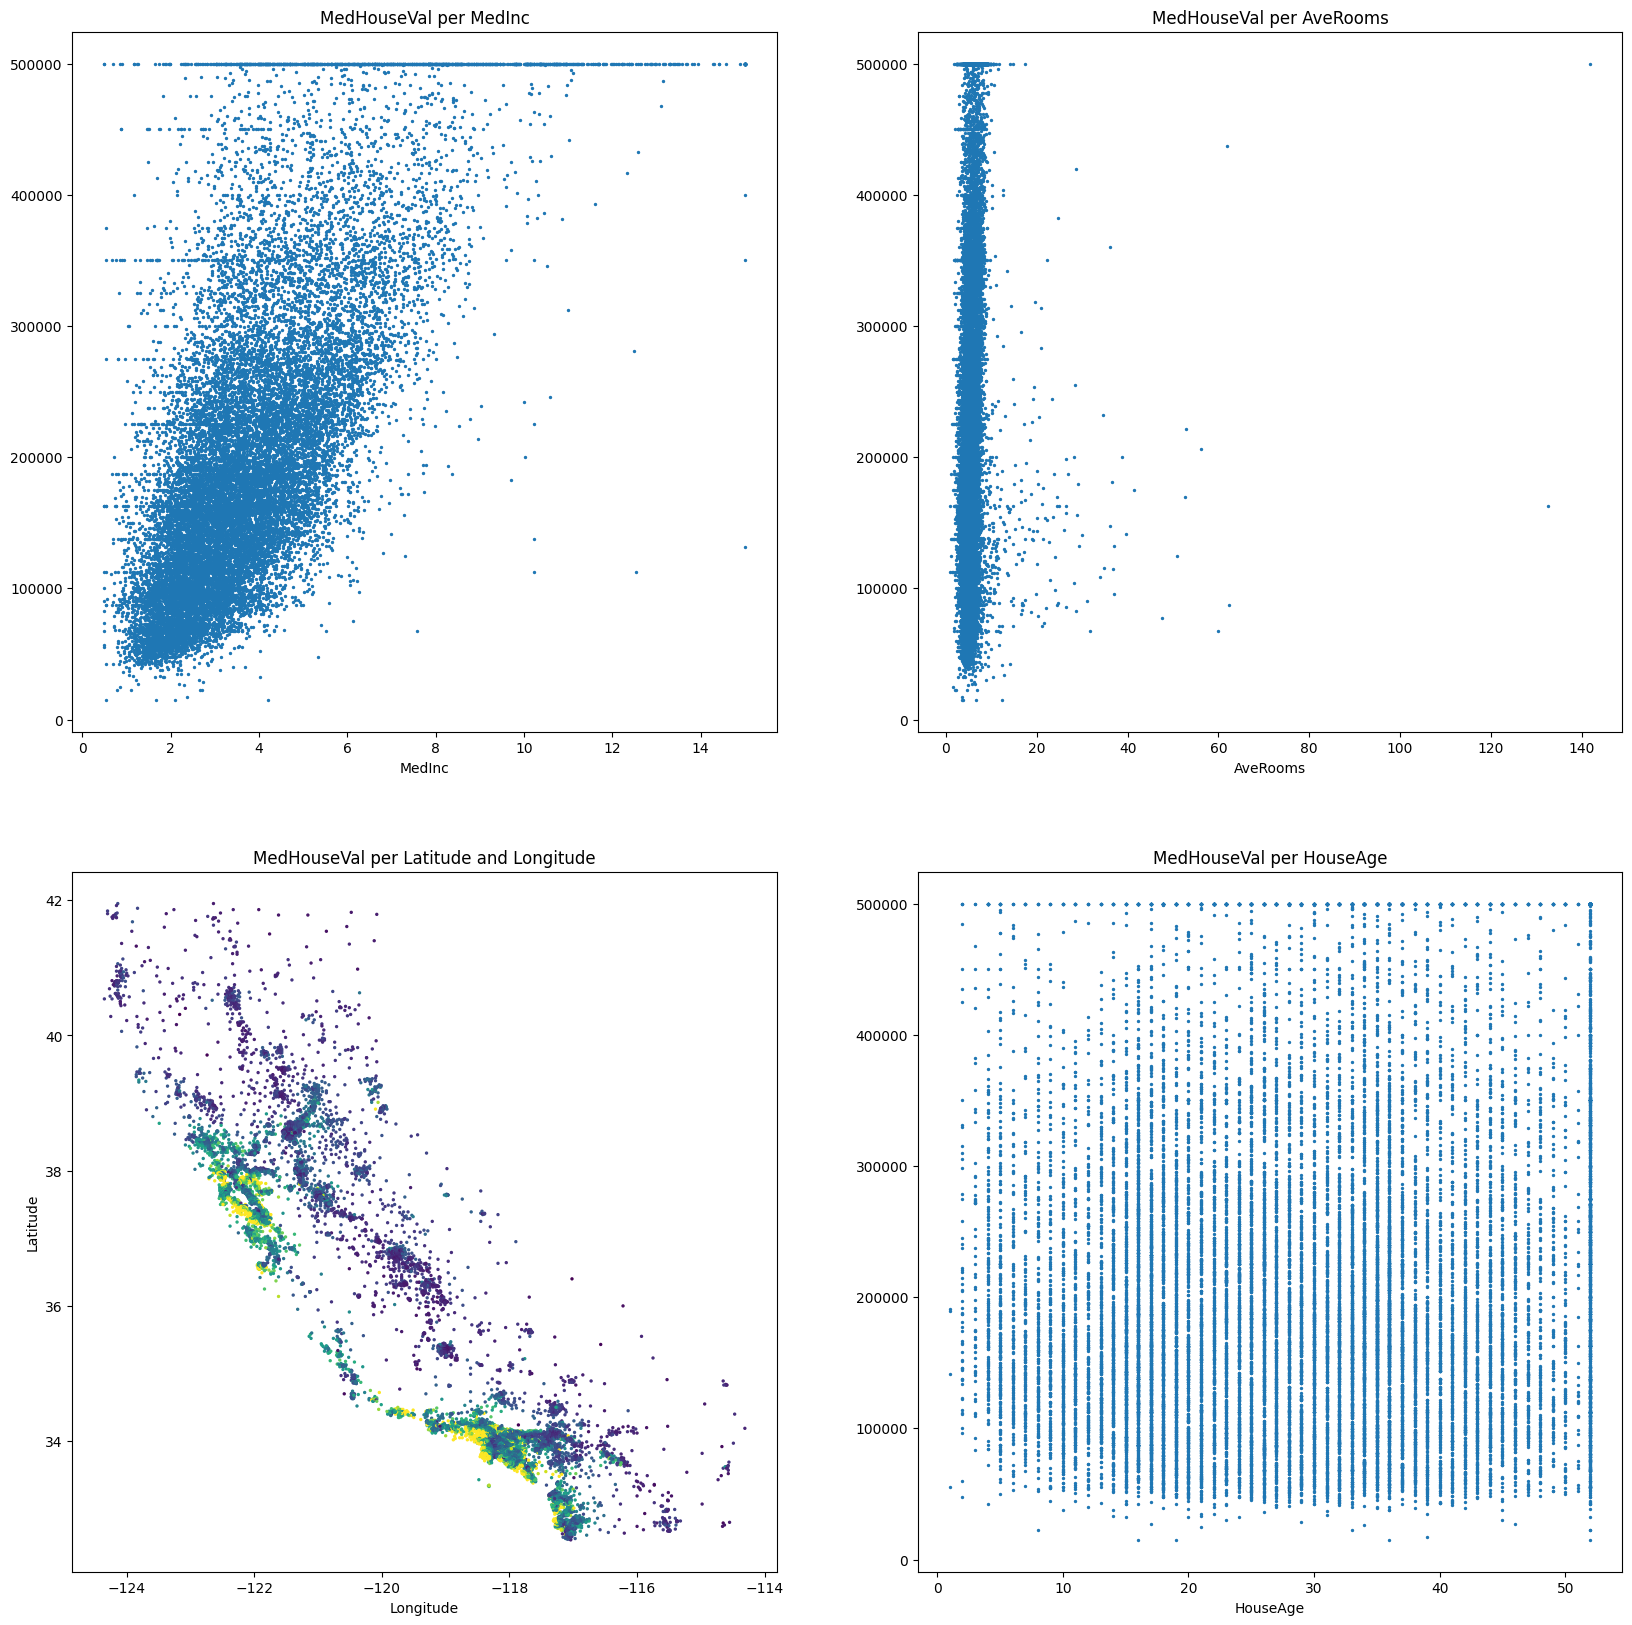 MedHouseVal per MedInc
500000
400000
300000
200000
100000
0
0 2 4 6 8 10 12 14
MedInc
MedHouseVal per AveRooms
500000
400000
300000
200000
100000
0
0 20 40 60 80 100 120 140
AveRooms
MedHouseVal per Latitude and Longitude
Latitude
42
40
38
36
34
−124 −122 −120 −118 −116 −114
Longitude
MedHouseVal per HouseAge
500000
400000
300000
200000
100000
0
0 10 20 30 40 50
HouseAge